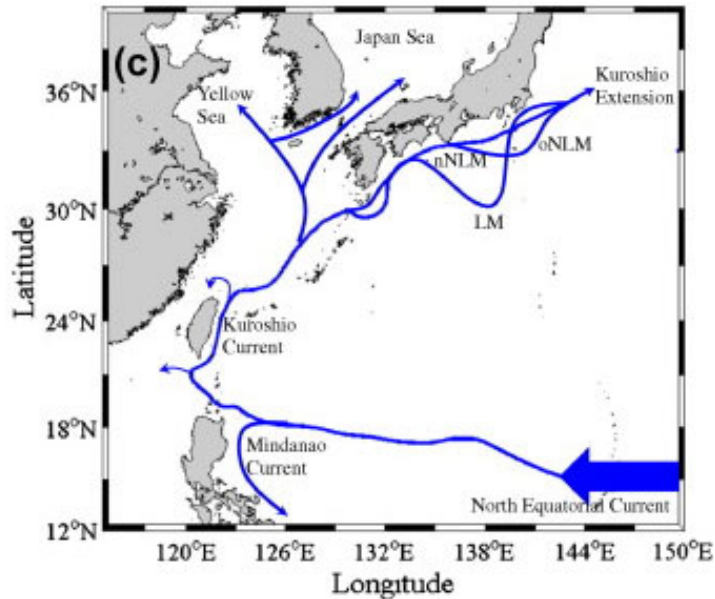 (c)
Japan Sea
Yellow
Sea
Kuroshio
Extension
nNLM
oNLM
LM
Kuroshio
Current
Mindanao
Current
North Equatorial Current
Latitude
36°N
30°N
24°N
18°N
12°N
120°E 126°E 132°E 138°E 144°E 150°E
Longitude